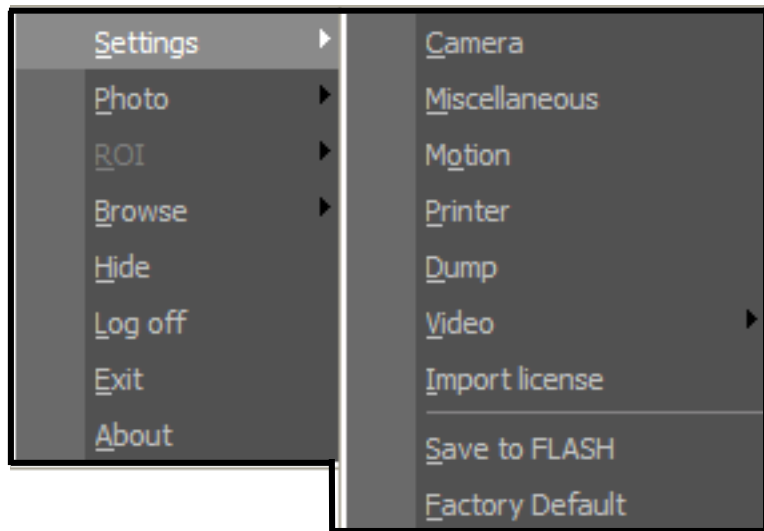 Settings
Photo
ROI
Browse
Hide
Log off
Exit
About
Camera
Miscellaneous
Motion
Printer
Dump
Video
Import license
Save to FLASH
Factory Default